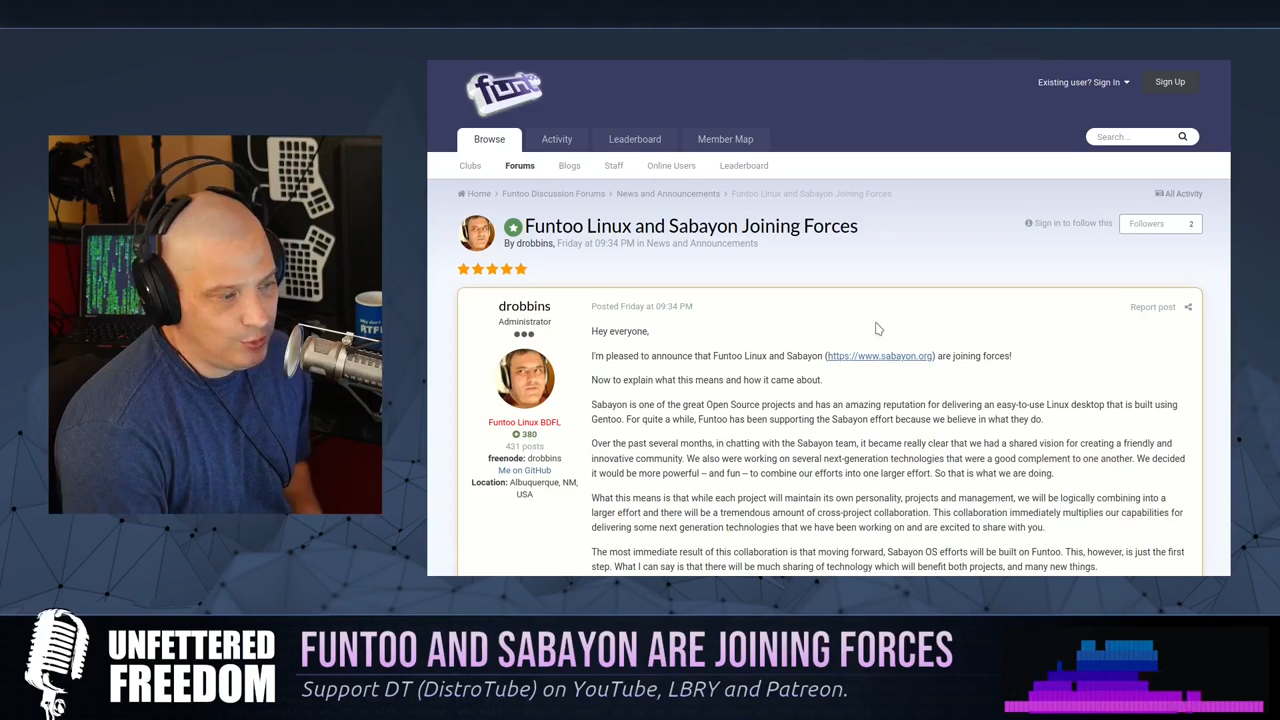 funt
Existing user? Sign In
Sign Up
Browse
Activity
Leaderboard
Member Map
Search...
Clubs
Forums
Blogs
Staff
Online Users
Leaderboard
Home > Funtoo Discussion Forums > News and Announcements > Funtoo Linux and Sabayon Joining Forces
All Activity
Funtoo Linux and Sabayon Joining Forces
By drobbins, Friday at 09:34 PM in News and Announcements
Sign in to follow this
Followers 2
drobbins
Administrator
Funtoo Linux BDFL
380
431 posts
freenode: drobbins
Me on GitHub
Location: Albuquerque, NM,
USA
Posted Friday at 09:34 PM
Report post
Hey everyone,
I'm pleased to announce that Funtoo Linux and Sabayon (https://www.sabayon.org) are joining forces!
Now to explain what this means and how it came about.
Sabayon is one of the great Open Source projects and has an amazing reputation for delivering an easy-to-use Linux desktop that is built using
Gentoo. For quite a while, Funtoo has been supporting the Sabayon effort because we believe in what they do.
Over the past several months, in chatting with the Sabayon team, it became really clear that we had a shared vision for creating a friendly and
innovative community. We also were working on several next-generation technologies that were a good complement to one another. We decided
it would be more powerful -- and fun -- to combine our efforts into one larger effort. So that is what we are doing.
What this means is that while each project will maintain its own personality, projects and management, we will be logically combining into a
larger effort and there will be a tremendous amount of cross-project collaboration. This collaboration immediately multiplies our capabilities for
delivering some next generation technologies that we have been working on and are excited to share with you.
The most immediate result of this collaboration is that moving forward, Sabayon OS efforts will be built on Funtoo. This, however, is just the first
step. What I can say is that there will be much sharing of technology which will benefit both projects, and many new things.
RTF
UNFETTERED
FREEDOM
FUNTOO AND SABAYON ARE JOINING FORCES
Support DT (DistroTube) on YouTube, LBRY and Patreon.